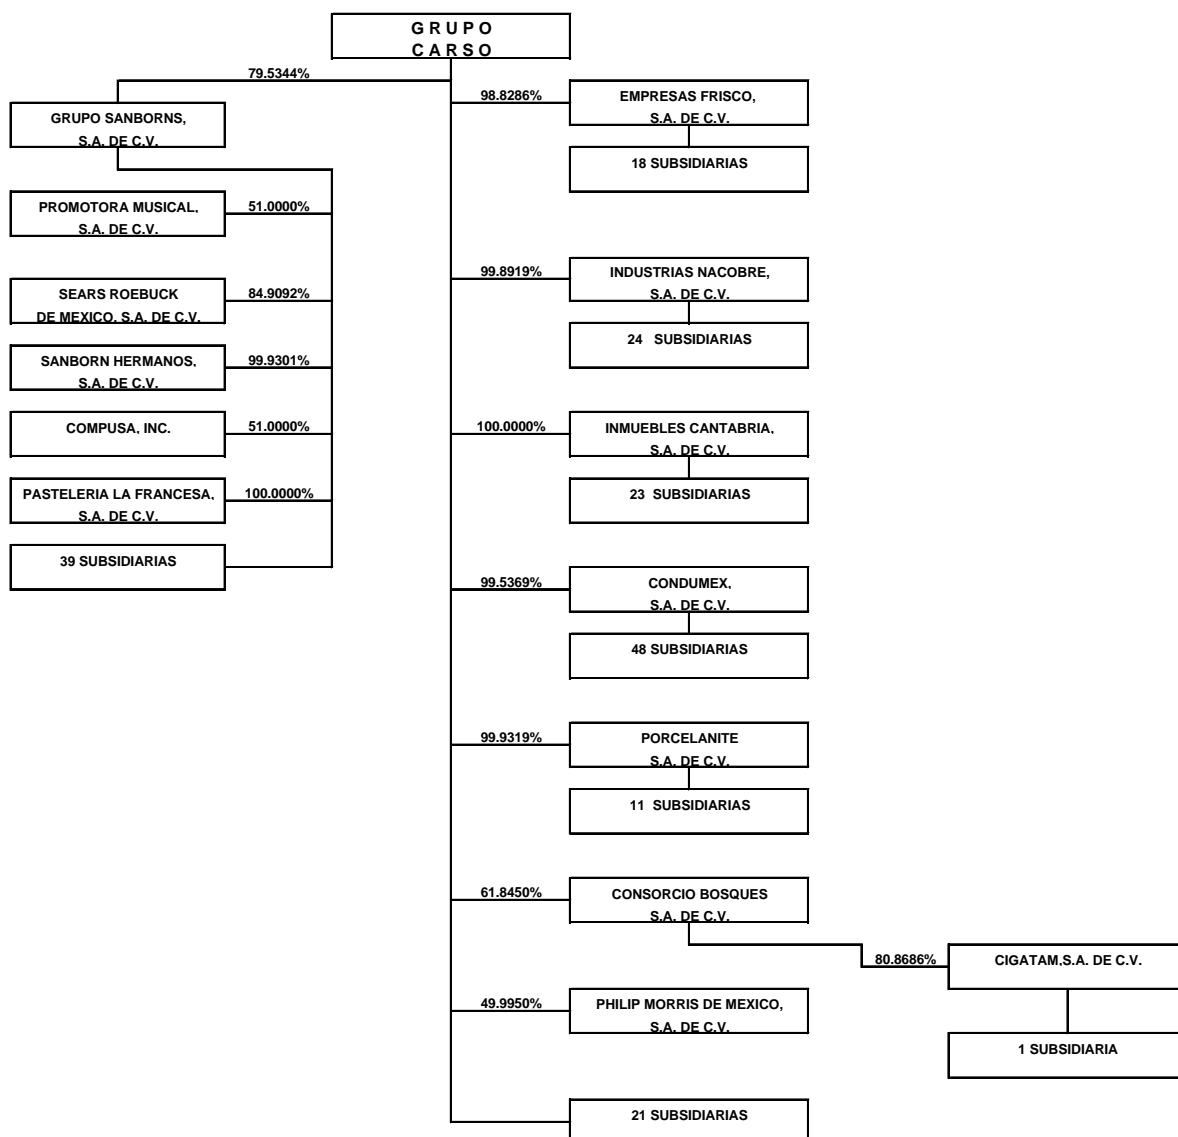 G R U P O
C A R S O
79.5344%
GRUPO SANBORNS,
S.A. DE C.V.
PROMOTORA MUSICAL,
S.A. DE C.V.
51.0000%
SEARS ROEBUCK
DE MEXICO, S.A. DE C.V.
84.9092%
SANBORN HERMANOS,
S.A. DE C.V.
99.9301%
COMPUSA, INC.
51.0000%
PASTELERIA LA FRANCESA,
S.A. DE C.V.
100.0000%
39 SUBSIDIARIAS
98.8286%
EMPRESAS FRISCO,
S.A. DE C.V.
18 SUBSIDIARIAS
99.8919%
INDUSTRIAS NACOBRE,
S.A. DE C.V.
24 SUBSIDIARIAS
100.0000%
INMUEBLES CANTABRIA,
S.A. DE C.V.
23 SUBSIDIARIAS
99.5369%
CONDUMEX,
S.A. DE C.V.
48 SUBSIDIARIAS
99.9319%
PORCELANITE
S.A. DE C.V.
11 SUBSIDIARIAS
61.8450%
CONSORCIO BOSQUES
S.A. DE C.V.
80.8686%
CIGATAM,S.A. DE C.V.
1 SUBSIDIARIA
49.9950%
PHILIP MORRIS DE MEXICO,
S.A. DE C.V.
21 SUBSIDIARIAS